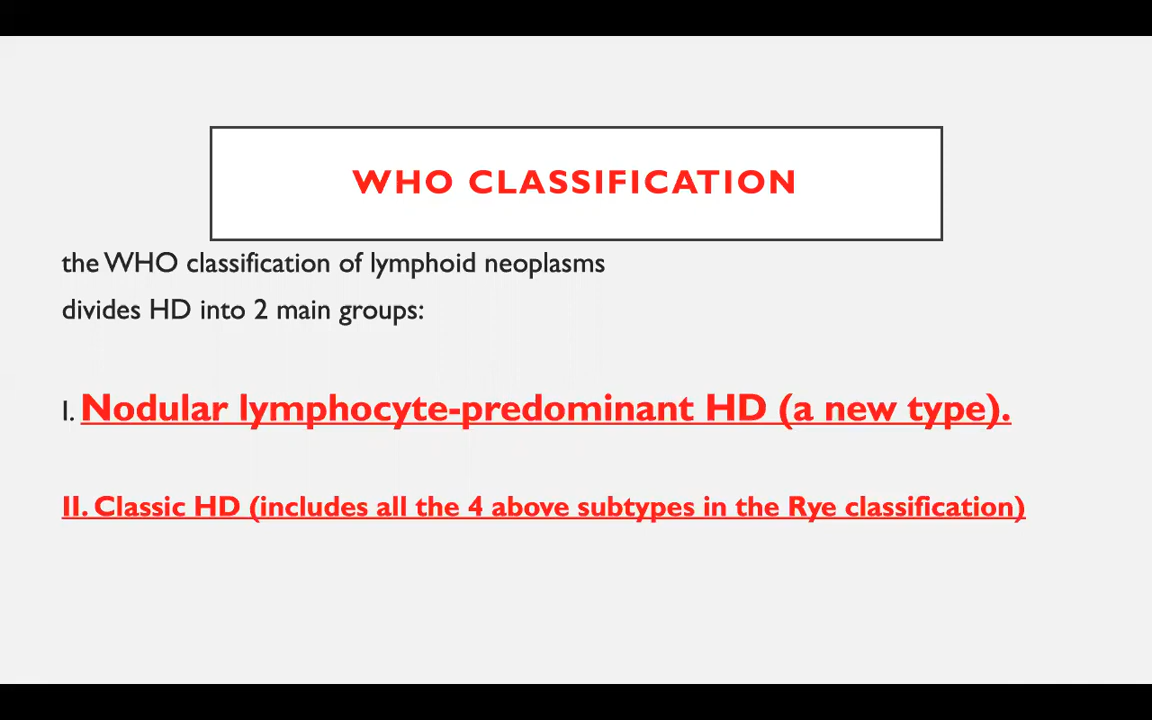 WHO CLASSIFICATION
the WHO classification of lymphoid neoplasms
divides HD into 2 main groups:
I. Nodular lymphocyte-predominant HD (a new type).
II. Classic HD (includes all the 4 above subtypes in the Rye classification)